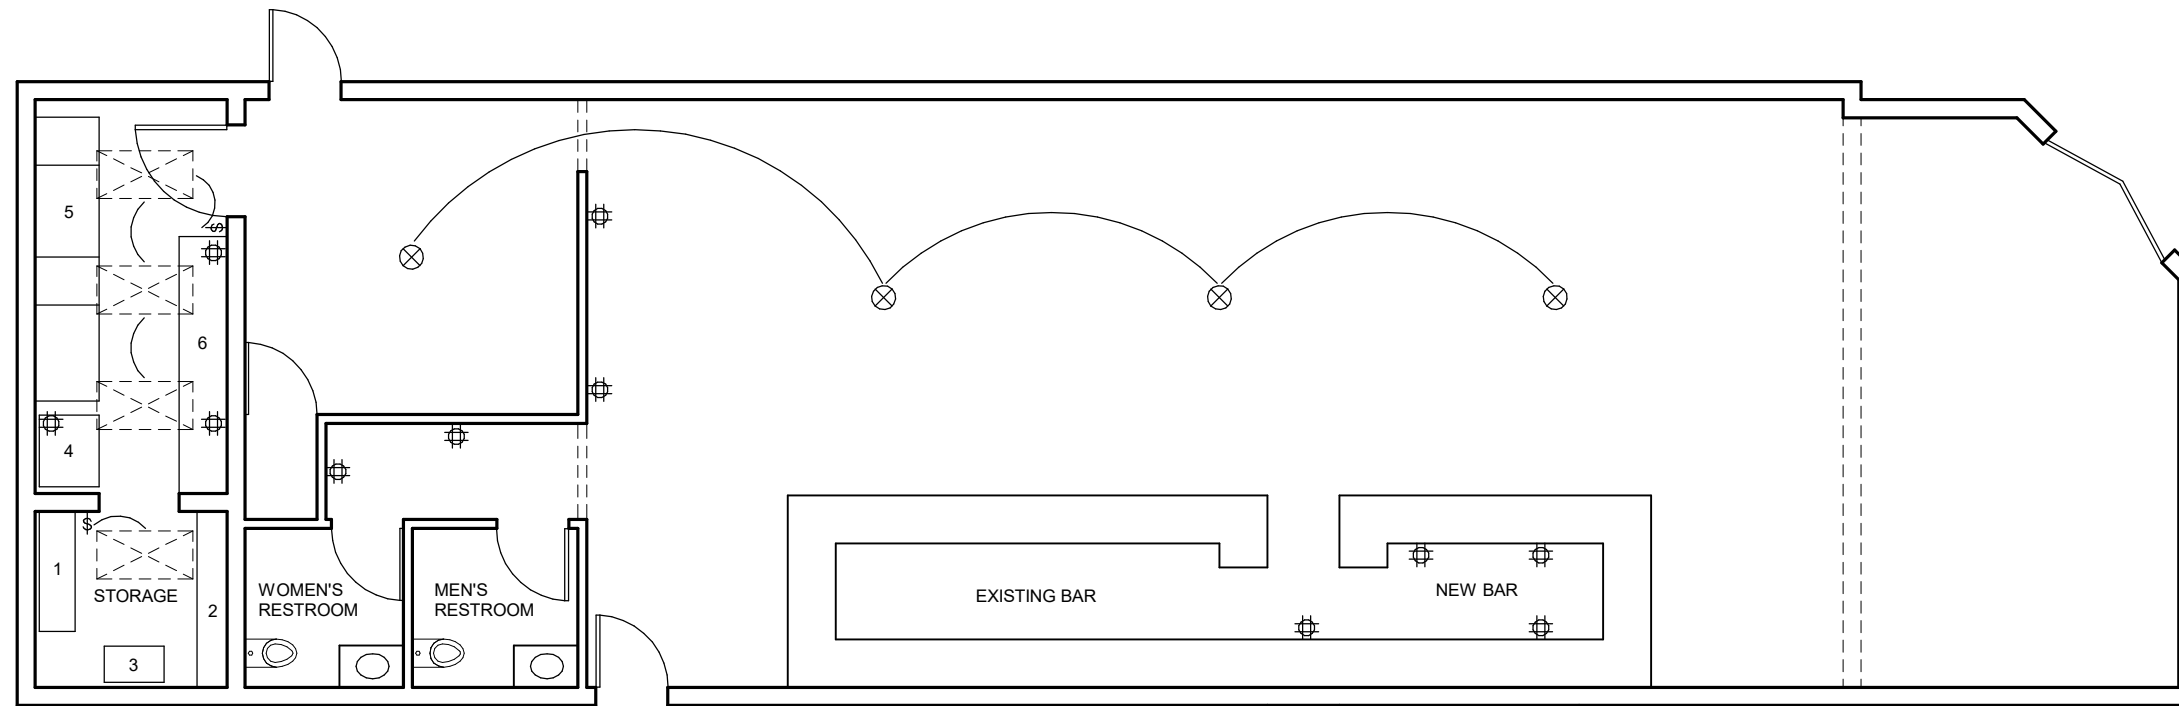 $
5
6
4
$
1
STORAGE
2
3
WOMEN'S
RESTROOM
MEN'S
RESTROOM
EXISTING BAR
NEW BAR